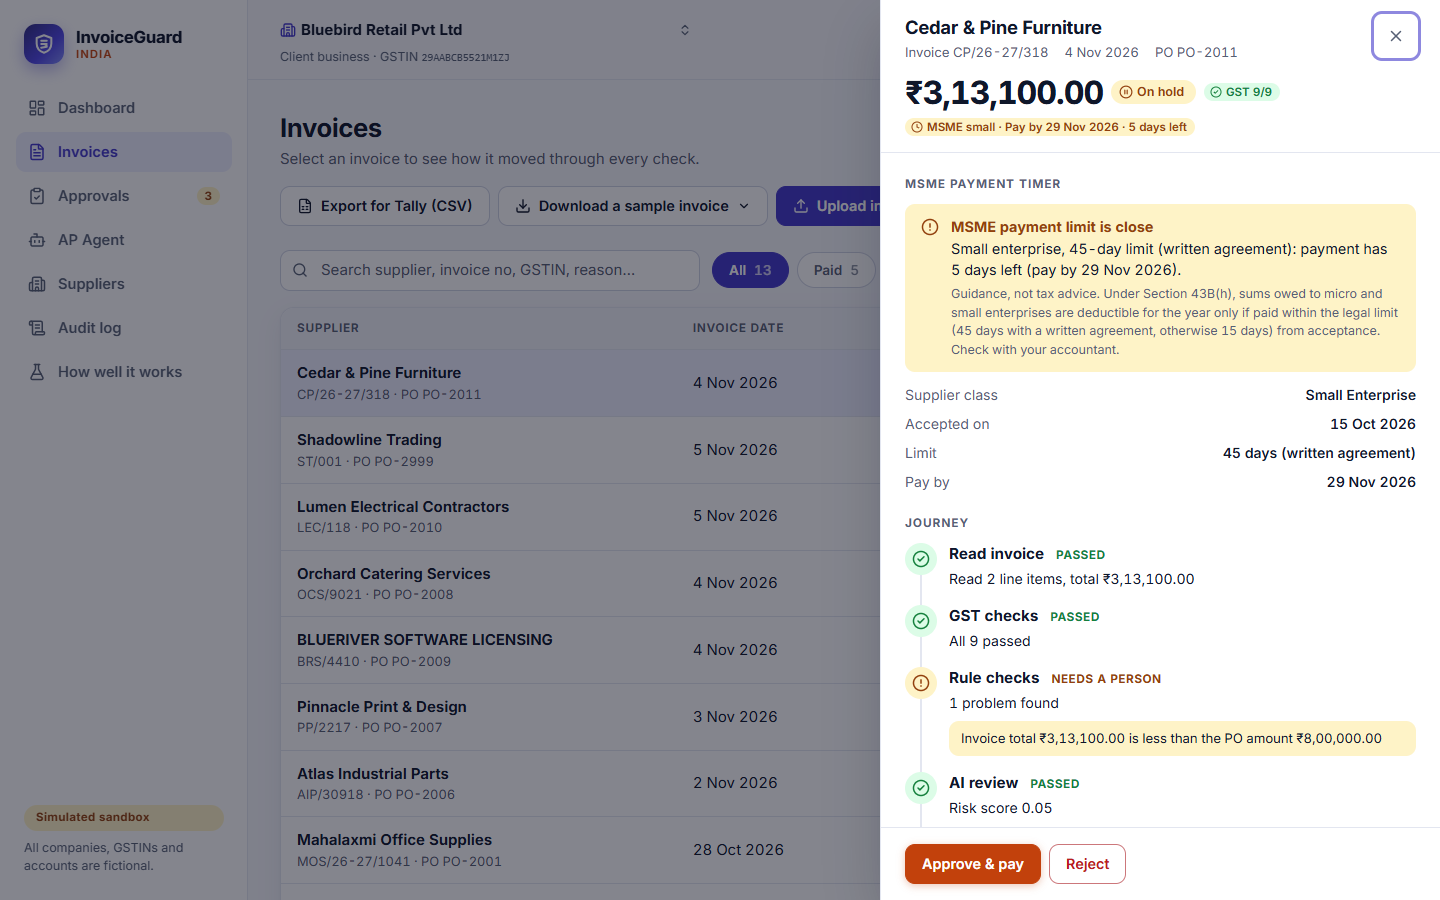 InvoiceGuard
INDIA
Dashboard
Invoices
Approvals
3
AP Agent
Suppliers
Audit log
How well it works
Simulated sandbox
All companies, GSTINs and
accounts are fictional.
Bluebird Retail Pvt Ltd
Client business · GSTIN 29AABCB5521M1ZJ
Invoices
Select an invoice to see how it moved through every check.
Export for Tally (CSV)
Download a sample invoice
Upload in
Search supplier, invoice no, GSTIN, reason...
All 13
Paid 5
SUPPLIER
INVOICE DATE
Cedar & Pine Furniture
CP/26-27/318 · PO PO-2011
4 Nov 2026
Shadowline Trading
ST/001 · PO PO-2999
5 Nov 2026
Lumen Electrical Contractors
LEC/118 · PO PO-2010
5 Nov 2026
Orchard Catering Services
OCS/9021 · PO PO-2008
4 Nov 2026
BLUERIVER SOFTWARE LICENSING
BRS/4410 · PO PO-2009
4 Nov 2026
Pinnacle Print & Design
PP/2217 · PO PO-2007
3 Nov 2026
Atlas Industrial Parts
AIP/30918 · PO PO-2006
2 Nov 2026
Mahalaxmi Office Supplies
MOS/26-27/1041 · PO PO-2001
28 Oct 2026
Cedar & Pine Furniture
Invoice CP/26-27/318 4 Nov 2026 PO PO-2011
₹3,13,100.00
On hold
GST 9/9
MSME small · Pay by 29 Nov 2026 · 5 days left
MSME PAYMENT TIMER
MSME payment limit is close
Small enterprise, 45-day limit (written agreement): payment has
5 days left (pay by 29 Nov 2026).
Guidance, not tax advice. Under Section 43B(h), sums owed to micro and
small enterprises are deductible for the year only if paid within the legal limit
(45 days with a written agreement, otherwise 15 days) from acceptance.
Check with your accountant.
Supplier class Small Enterprise
Accepted on 15 Oct 2026
Limit 45 days (written agreement)
Pay by 29 Nov 2026
JOURNEY
Read invoice PASSED
Read 2 line items, total ₹3,13,100.00
GST checks PASSED
All 9 passed
Rule checks NEEDS A PERSON
1 problem found
Invoice total ₹3,13,100.00 is less than the PO amount ₹8,00,000.00
AI review PASSED
Risk score 0.05
Approve & pay
Reject